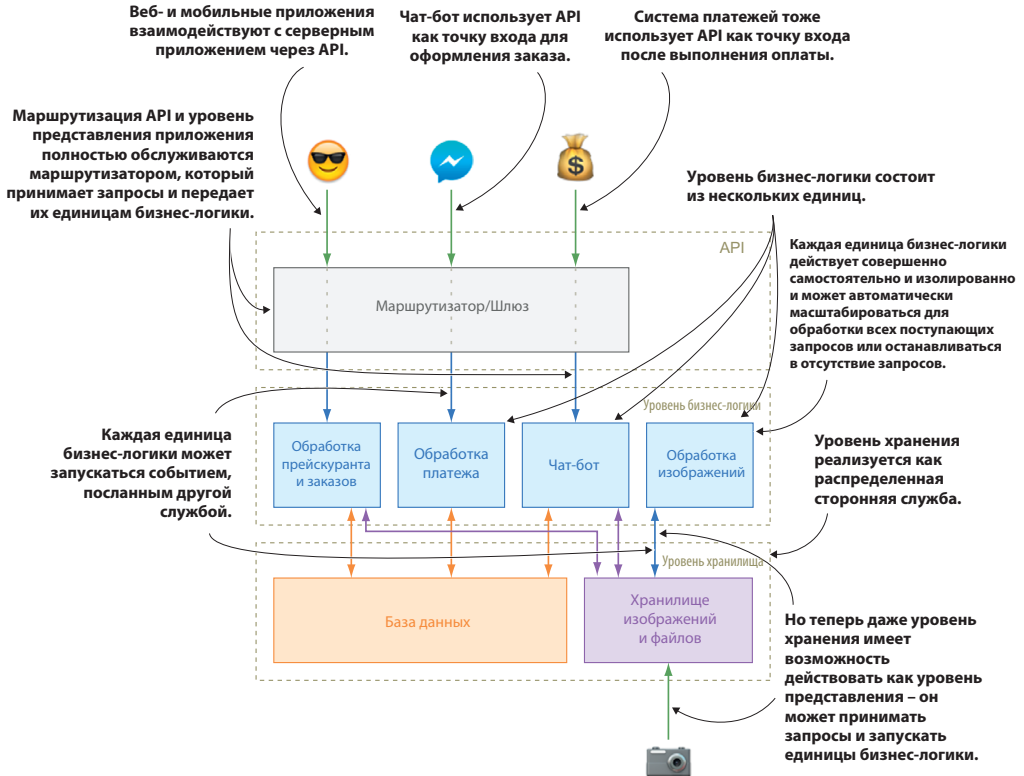 Веб- и мобильные приложения
взаимодействуют с серверным
приложением через API.
Чат-бот использует API
как точку входа для
оформления заказа.
Система платежей тоже
использует API как точку входа
после выполнения оплаты.
Маршрутизация API и уровень
представления приложения
полностью обслуживаются
маршрутизатором, который
принимает запросы и передает
их единицам бизнес-логики.
Уровень бизнес-логики состоит
из нескольких единиц.
API
Каждая единица бизнес-логики
действует совершенно
самостоятельно и изолированно
и может автоматически
масштабироваться для
обработки всех поступающих
запросов или останавливаться
в отсутствие запросов.
Маршрутизатор/Шлюз
Уровень бизнес-логики
Каждая единица
бизнес-логики может
запускаться событием,
посланным другой
службой.
Обработка
прейскуранта
и заказов
Обработка
платежа
Чат-бот
Обработка
изображений
Уровень хранения
реализуется как
распределенная
сторонняя служба.
Уровень хранилища
База данных
Хранилище
изображений
и файлов
Но теперь даже уровень
хранения имеет
возможность
действовать как уровень
представления – он
может принимать
запросы и запускать
единицы бизнес-логики.